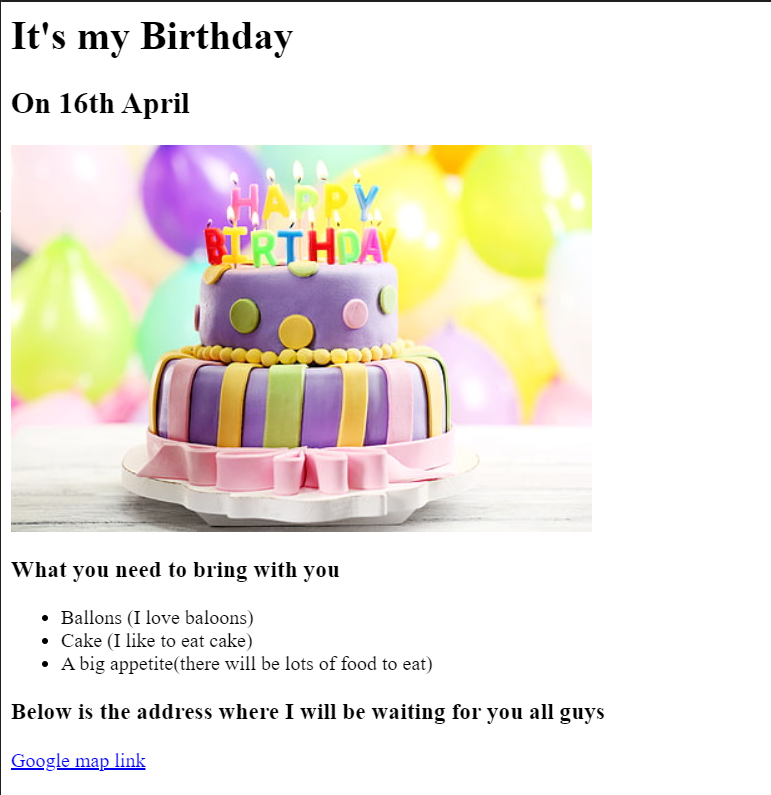 It's my Birthday
On 16th April
HAPPY
BIRTHDAY
What you need to bring with you
Ballons (I love baloons)
Cake (I like to eat cake)
A big appetite(there will be lots of food to eat)
Below is the address where I will be waiting for you all guys
Google map link